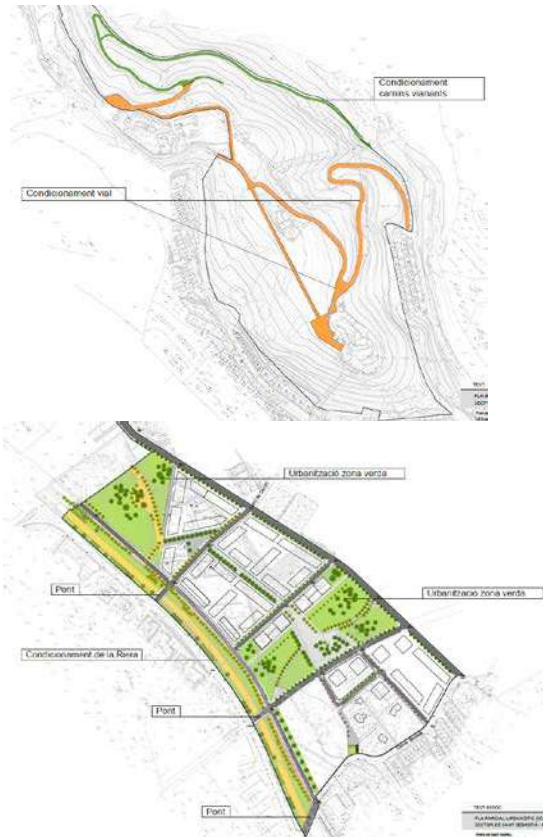 Condicionament
camins vianants
Condicionament vial
Urbanització zona verda
Urbanització zona verda
Pont
Condicionament de la Riera
Pont
Pont